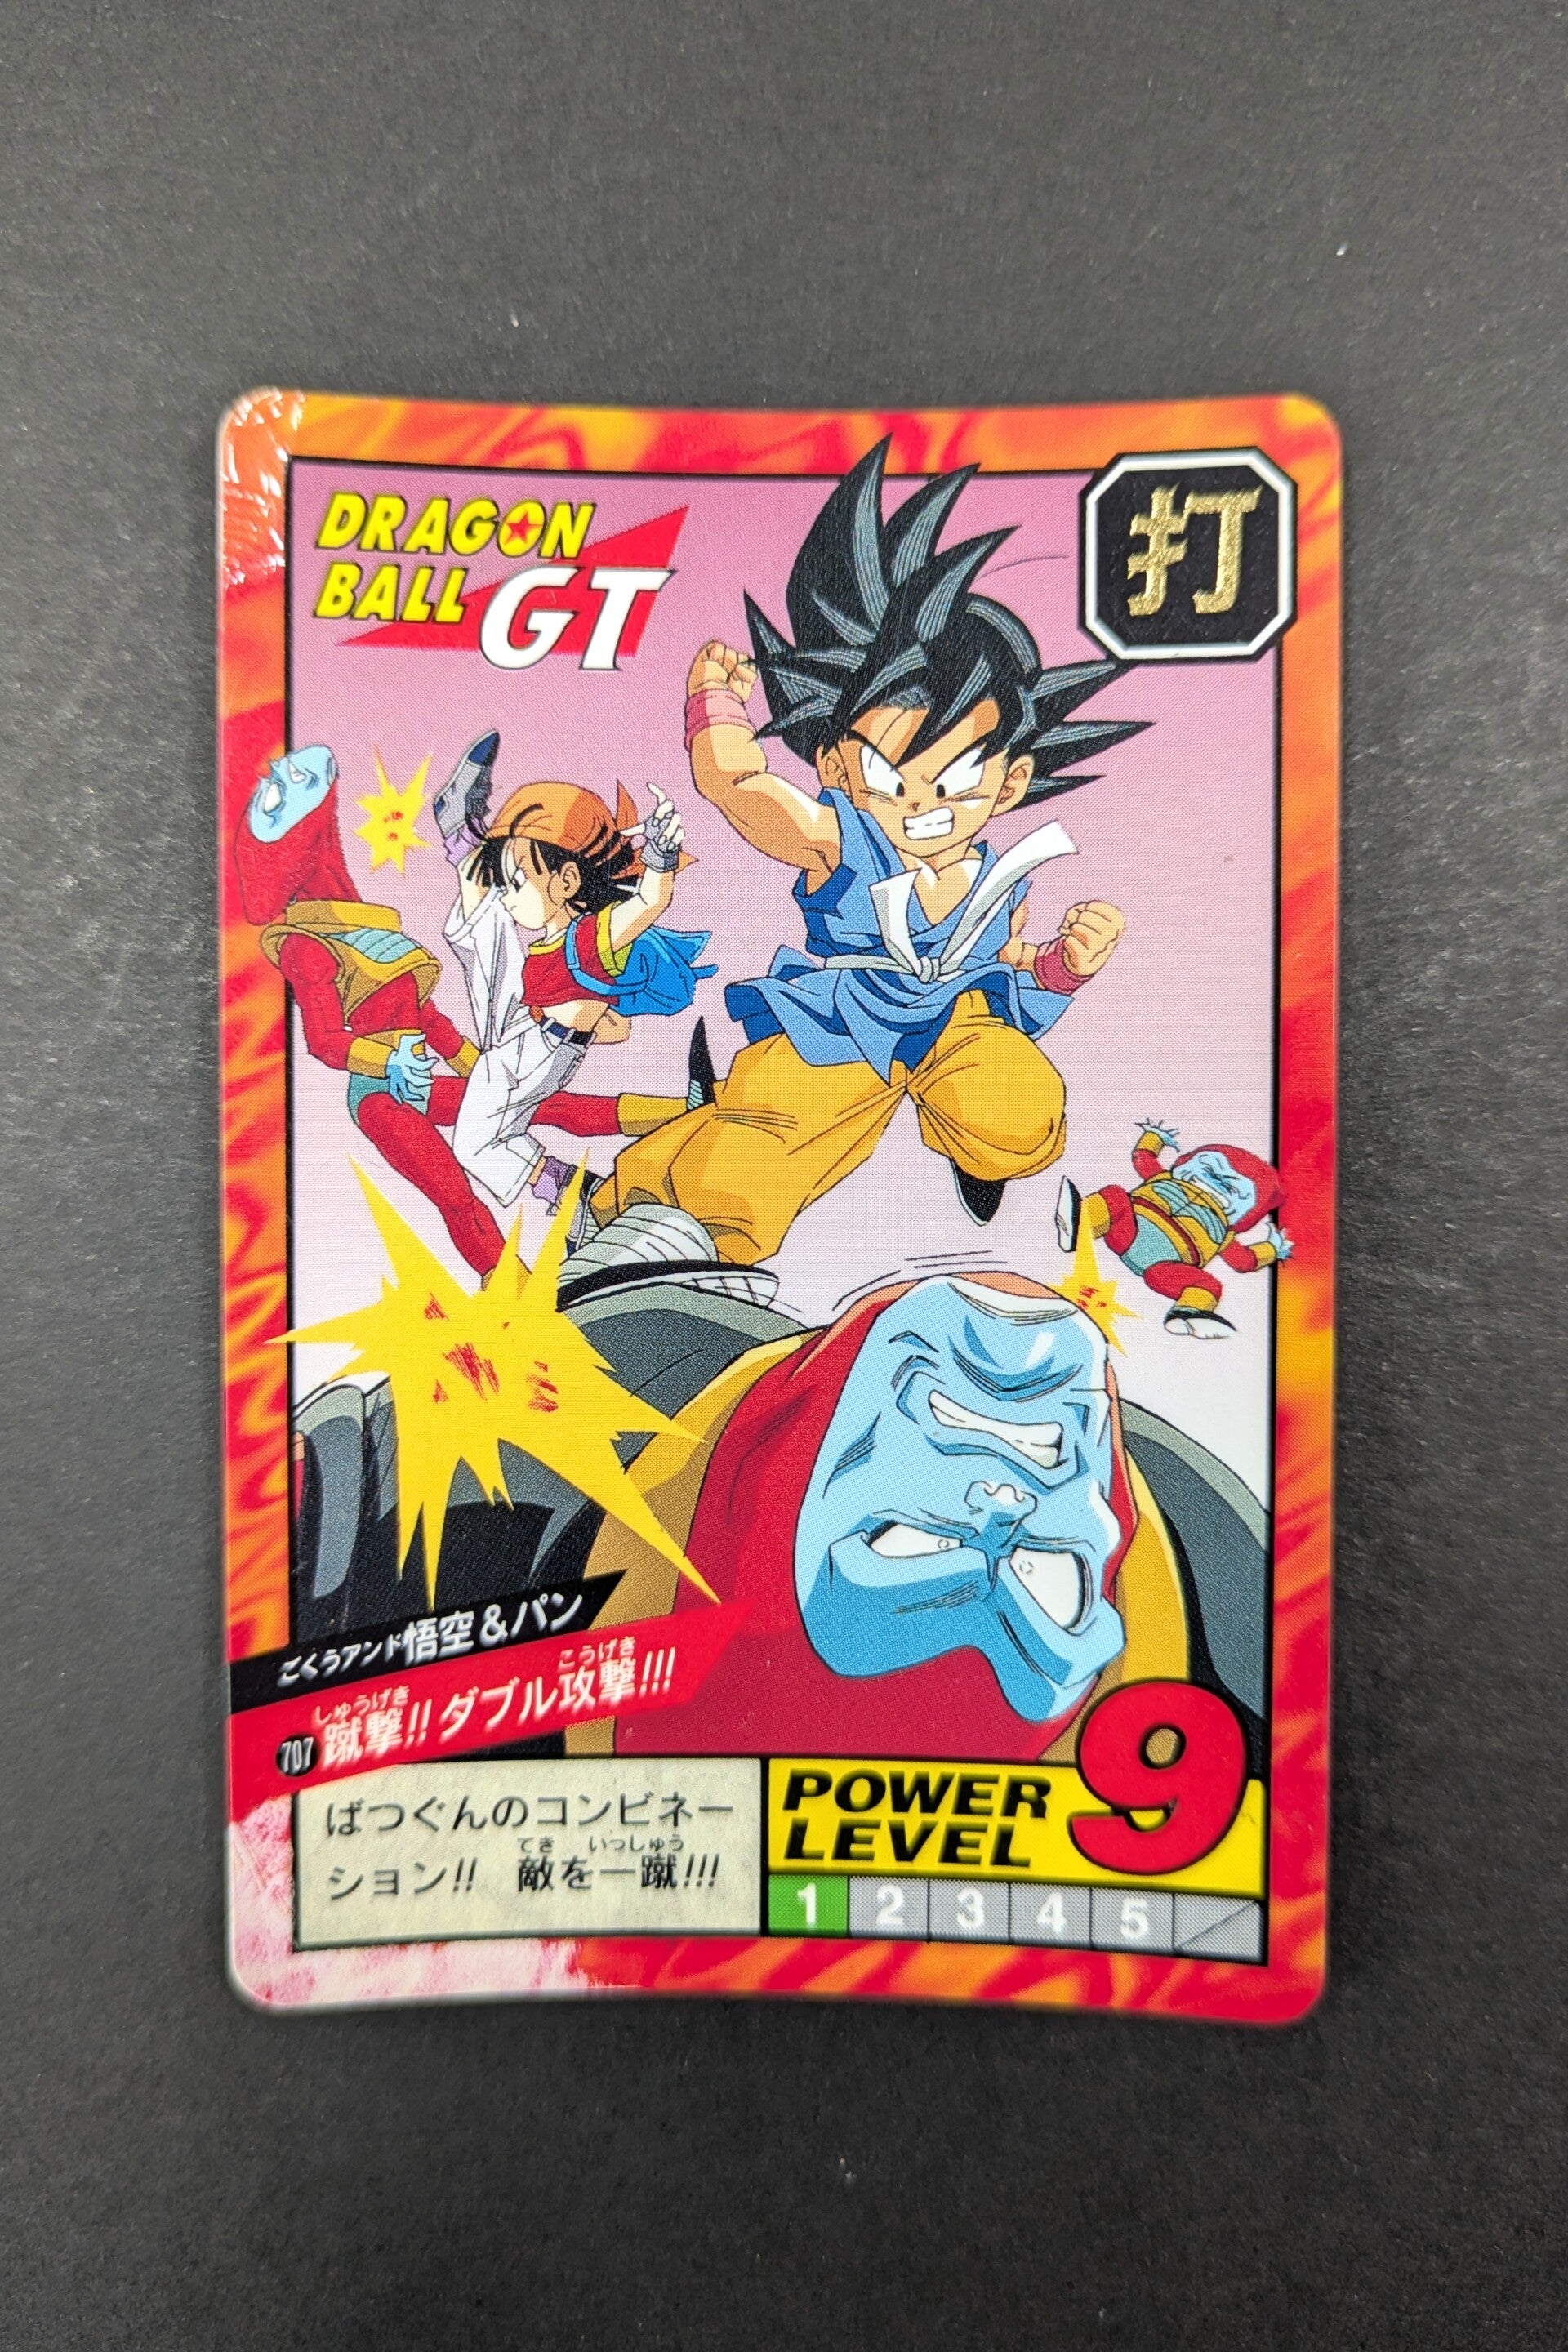 DRAGON
BALL GT
打
ごくうアンド悟空&パン
しゅうげき こうげき
707 蹴撃!!ダブル攻撃!!!
ばつぐんのコンビネー
てき いっしゅう
ション!! 敵を一蹴!!!
POWER
LEVEL 9
1 2 3 4 5